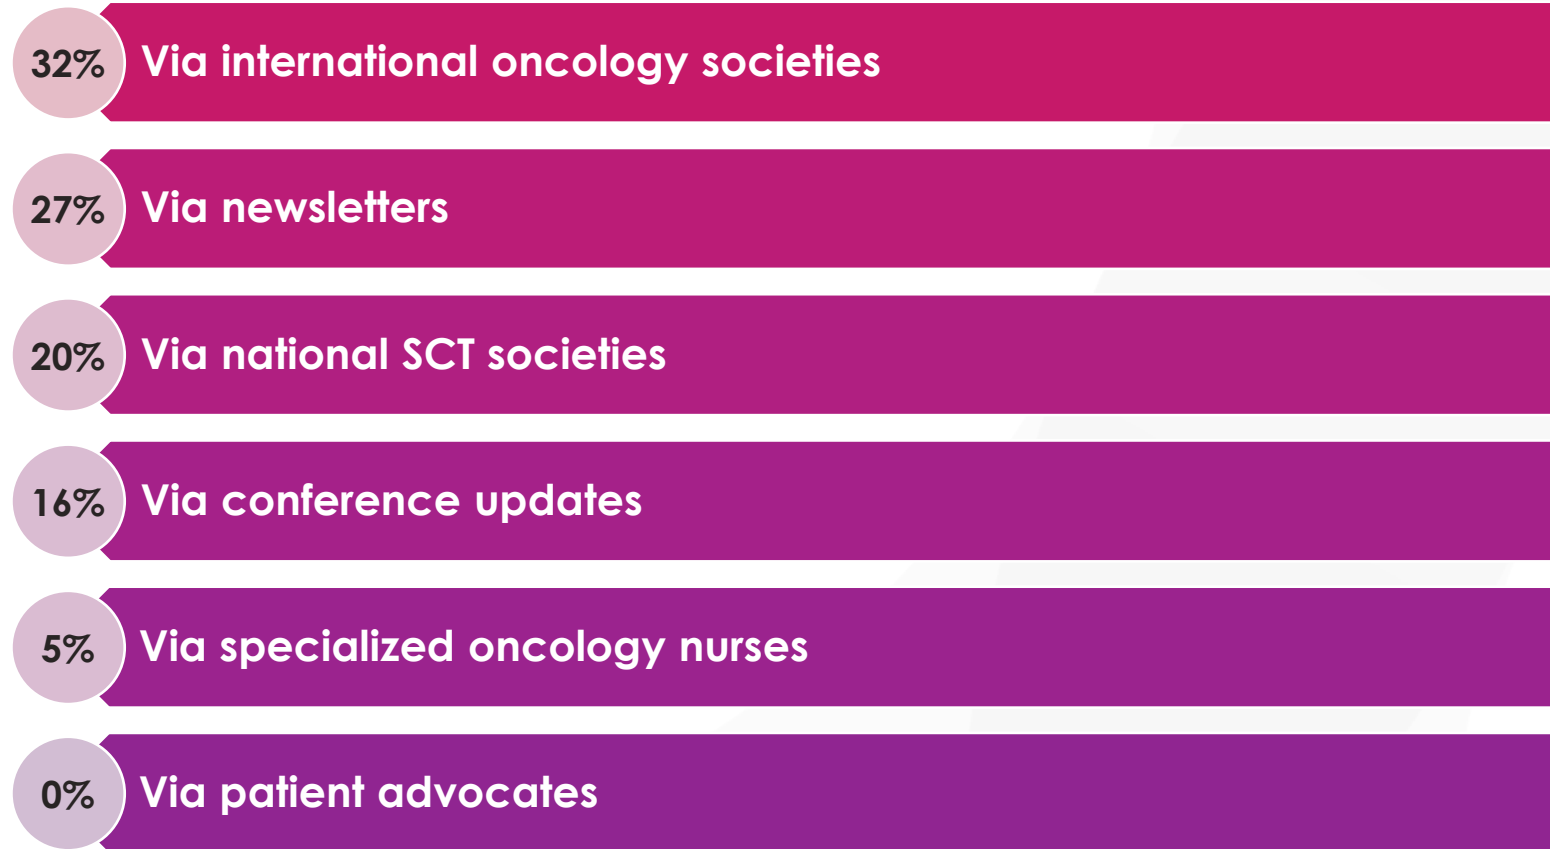 32% Via international oncology societies
27% Via newsletters
20% Via national SCT societies
16% Via conference updates
5% Via specialized oncology nurses
0% Via patient advocates